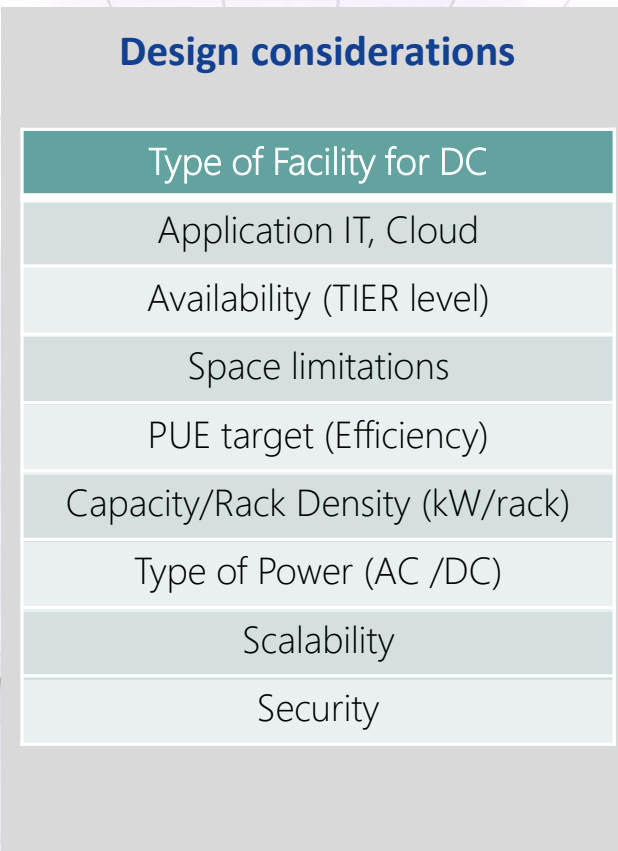 Design considerations
Type of Facility for DC
Application IT, Cloud
Availability (TIER level)
Space limitations
PUE target (Efficiency)
Capacity/Rack Density (kW/rack)
Type of Power (AC /DC)
Scalability
Security